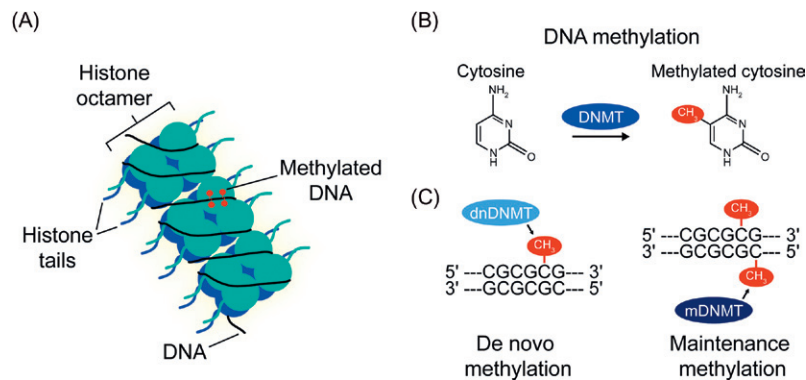 (A)
Histone
octamer
Methylated
DNA
Histone
tails
DNA
(B)
DNA methylation
Cytosine
Methylated cytosine
NH₂
N
N
H
O
DNMT
CH₃
NH₂
N
N
H
O
(C)
dnDNMT
CH₃
5' ---CGCGCG--- 3'
3' ---GCGCGC--- 5'
De novo
methylation
CH₃
5' ---CGCGCG--- 3'
3' ---GCGCGC--- 5'
CH₃
mDNMT
Maintenance
methylation